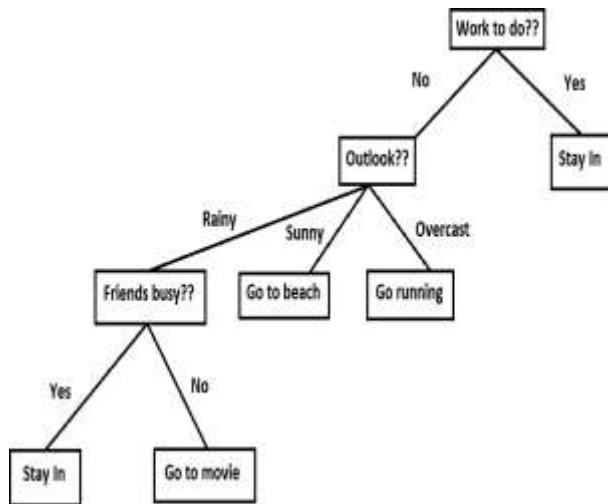 Work to do??
No
Yes
Outlook??
Stay In
Rainy
Sunny
Overcast
Friends busy??
Go to beach
Go running
Yes
No
Stay In
Go to movie